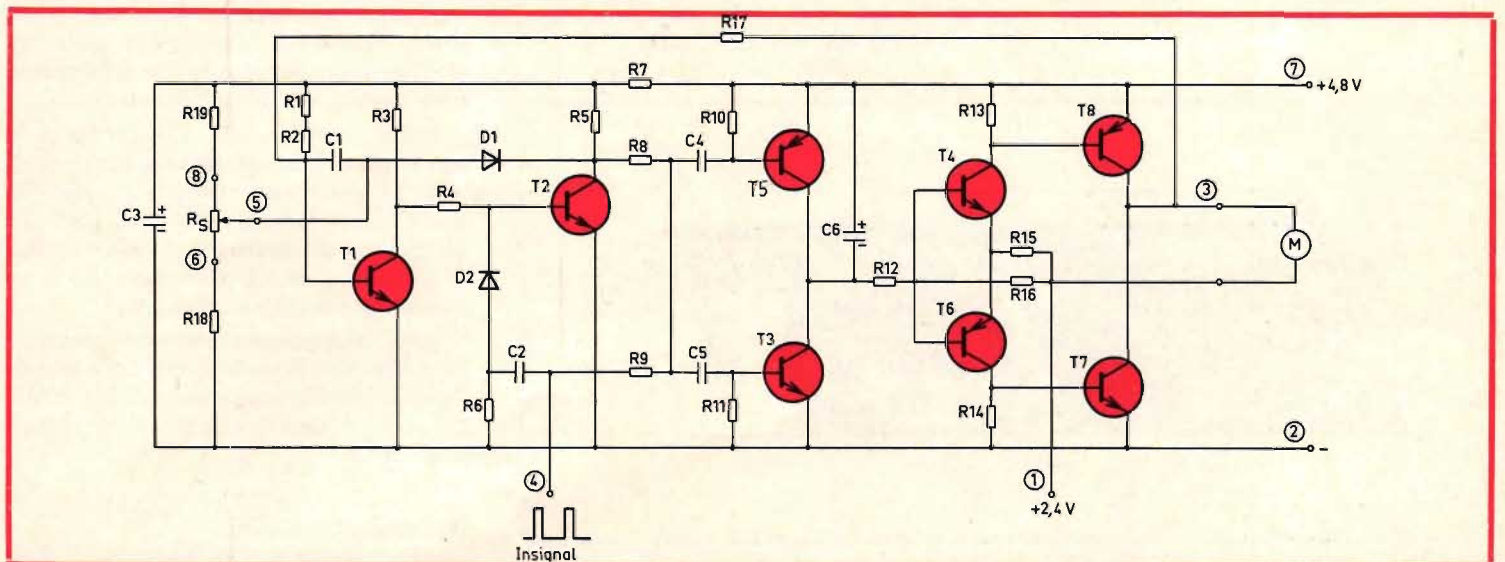 R17
R7
⑦
+4,8 V
R19
R1
R3
R5
R10
R13
T8
R2
C1
D1
R8
C4
⑧
T4
T5
R4
T2
③
C3
+
−
RS
⑤
C6
+
−
R15
M
⑥
T1
R12
R16
D2
T6
R18
C2
R9
C5
T3
T7
R6
R11
R14
②
−
④
①
+2,4 V
Insignal